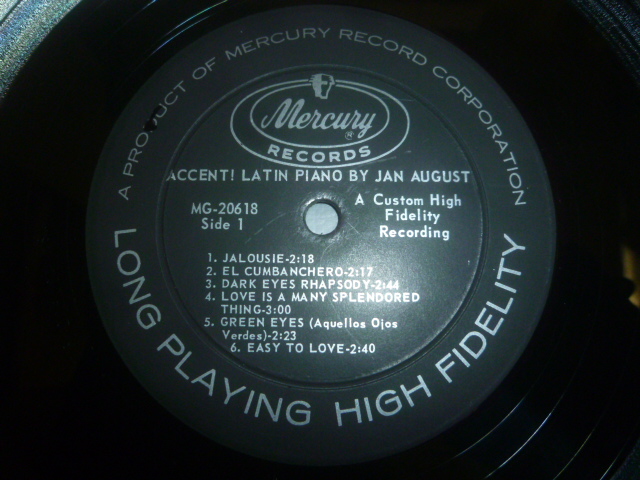 A PRODUCT OF MERCURY RECORD CORPORATION
Mercury
®
RECORDS
ACCENT! LATIN PIANO BY JAN AUGUST
MG-20618
Side 1
A Custom High
Fidelity
Recording
1. JALOUSIE-2:18
2. EL CUMBANCHERO-2:17
3. DARK EYES RHAPSODY-2:44
4. LOVE IS A MANY SPLENDORED
THING-3:00
5. GREEN EYES (Aquellos Ojos
Verdes)-2:23
6. EASY TO LOVE-2:40
LONG PLAYING HIGH FIDELITY